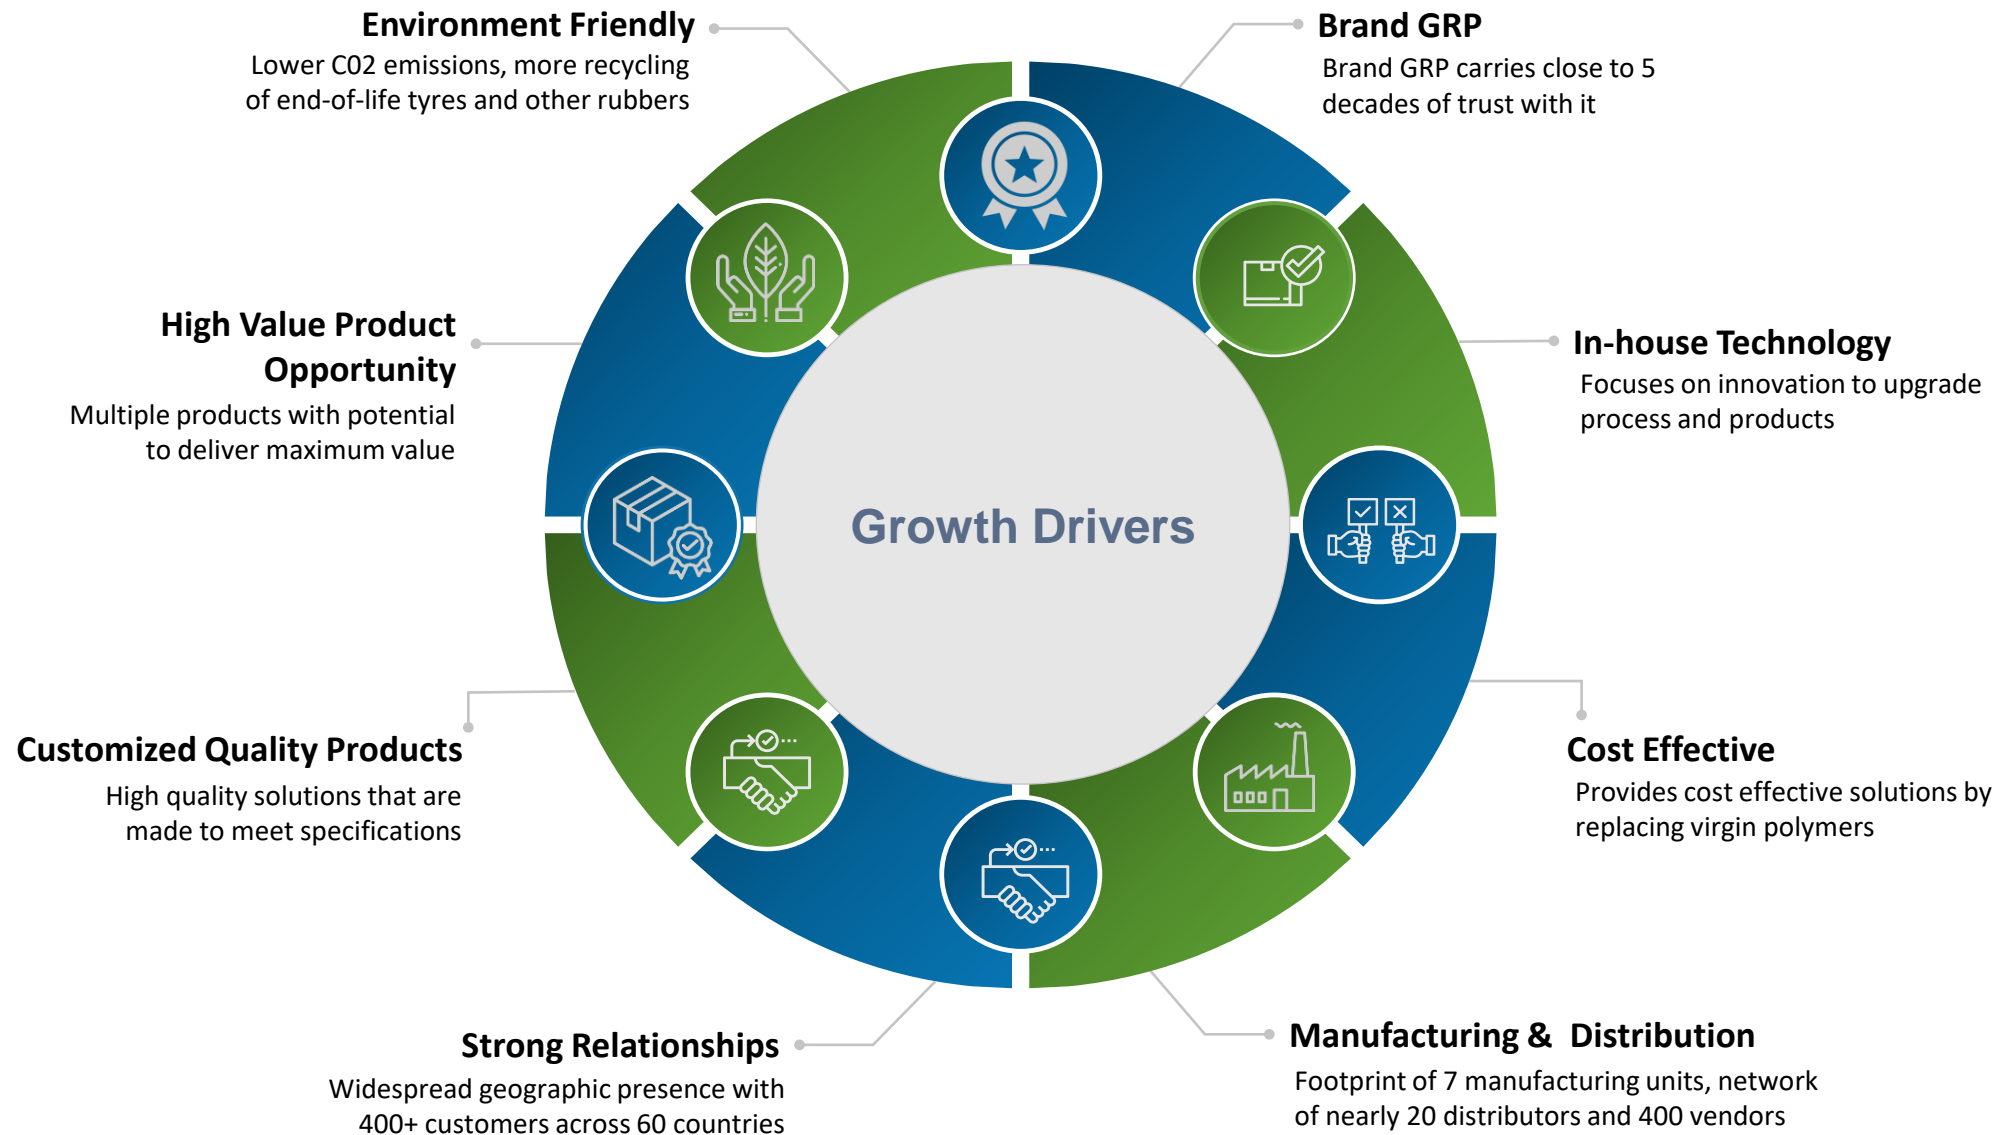 Environment Friendly
Lower C02 emissions, more recycling
of end-of-life tyres and other rubbers
Brand GRP
Brand GRP carries close to 5
decades of trust with it
High Value Product
Opportunity
Multiple products with potential
to deliver maximum value
In-house Technology
Focuses on innovation to upgrade
process and products
Growth Drivers
Customized Quality Products
High quality solutions that are
made to meet specifications
Cost Effective
Provides cost effective solutions by
replacing virgin polymers
Strong Relationships
Widespread geographic presence with
400+ customers across 60 countries
Manufacturing &  Distribution
Footprint of 7 manufacturing units, network
of nearly 20 distributors and 400 vendors